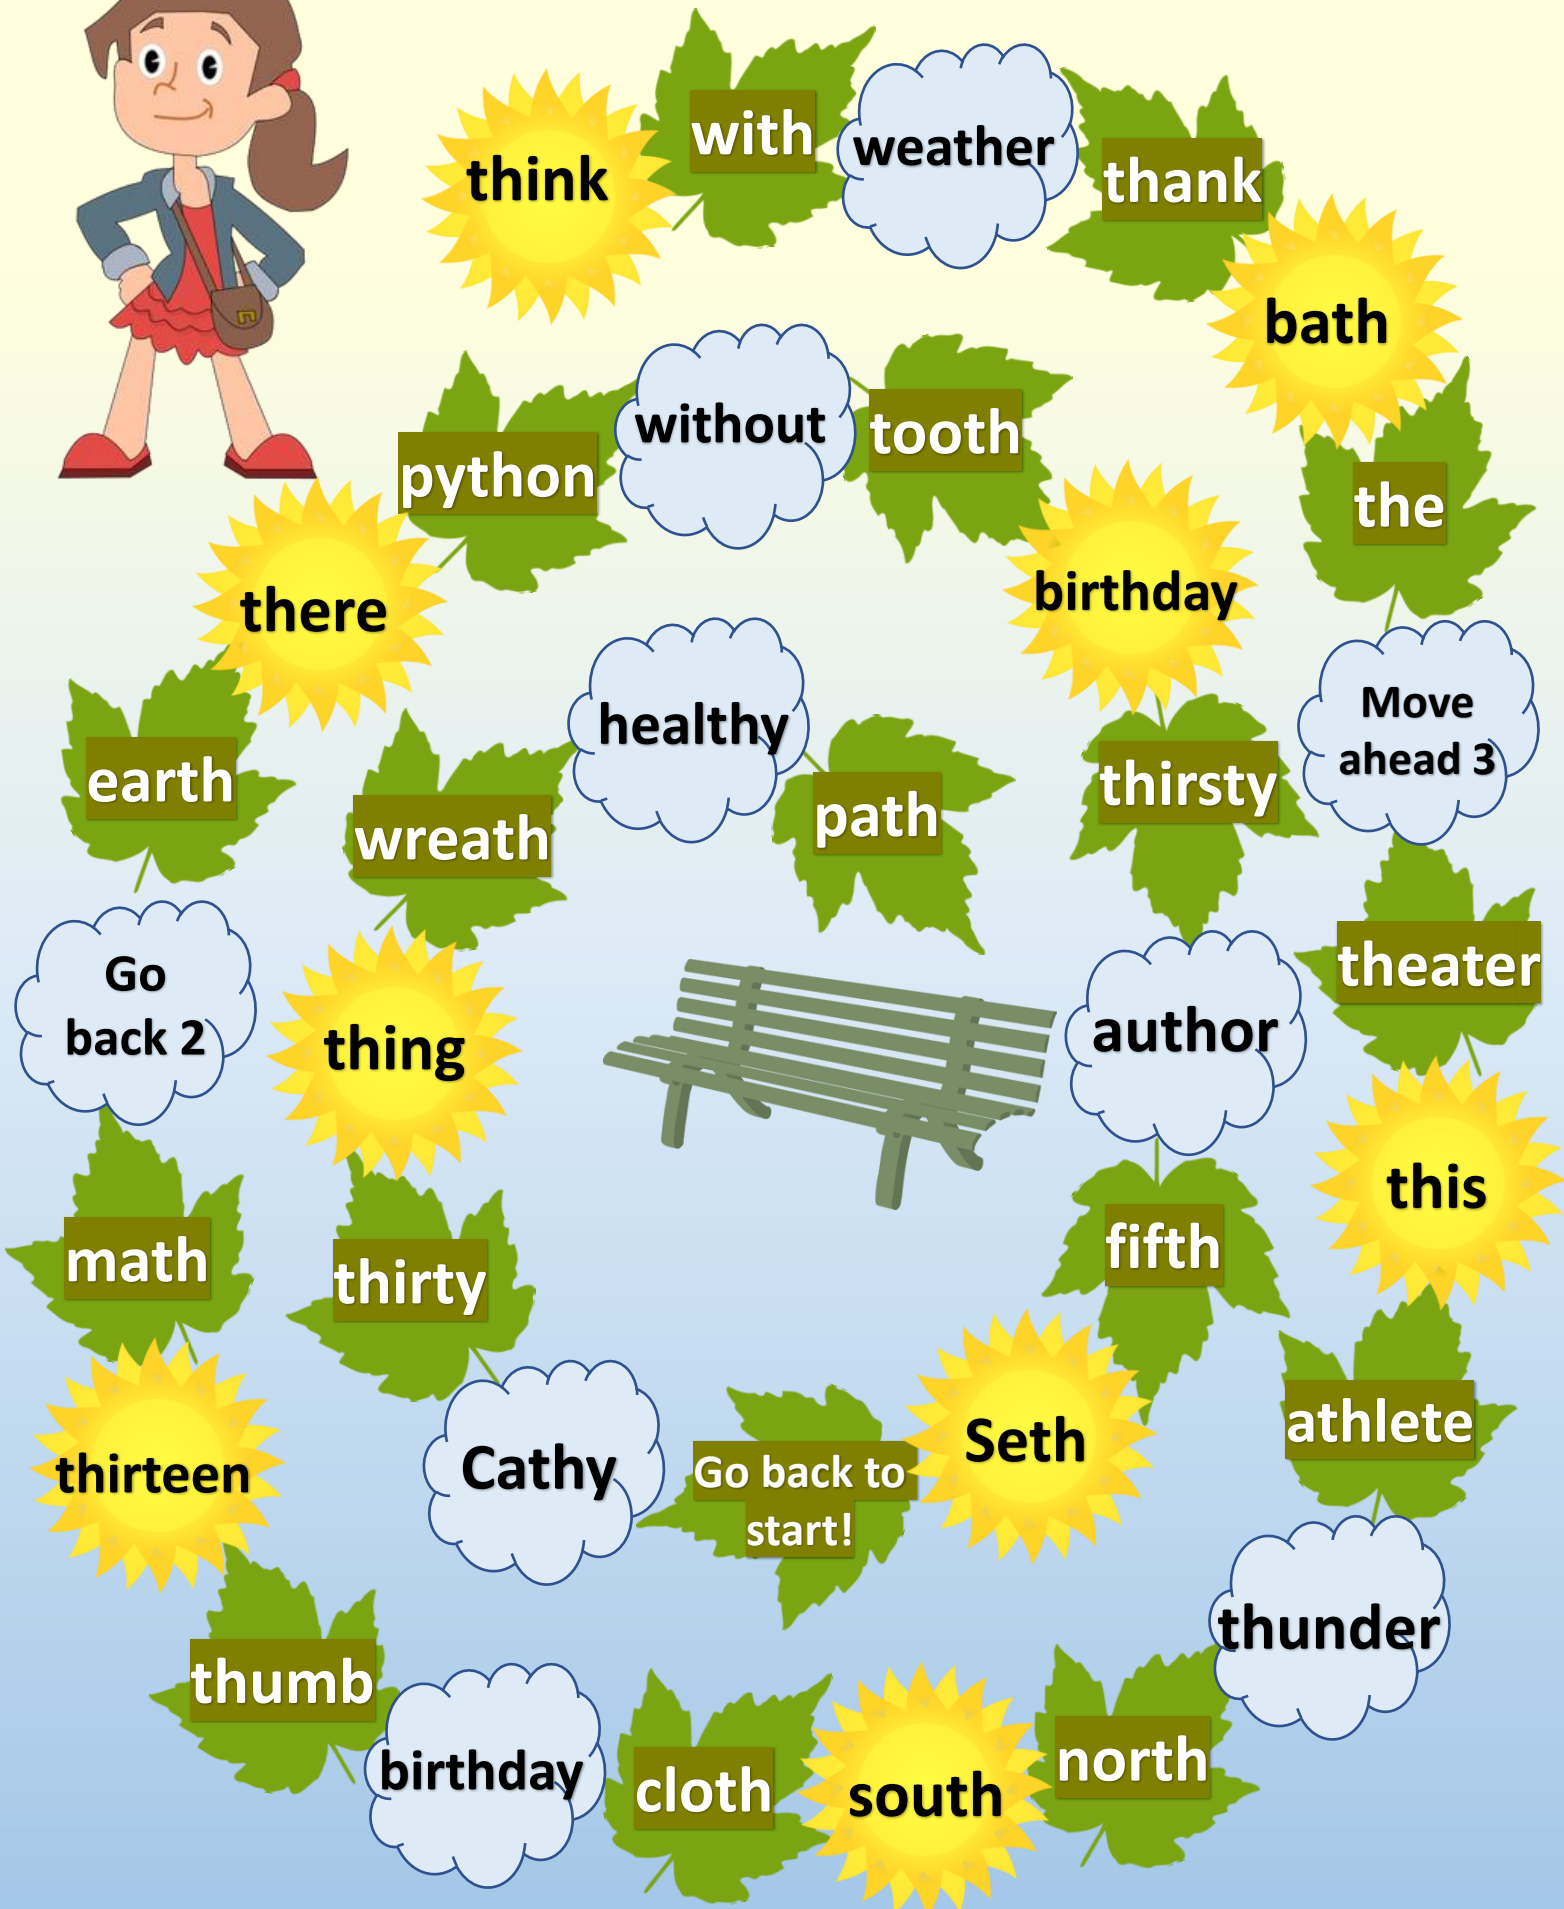 think
with
weather
thank
bath
the
Move
ahead 3
theater
this
athlete
thunder
north
south
cloth
birthday
thumb
thirteen
math
Go
back 2
earth
there
python
without
tooth
birthday
thirsty
author
fifth
Seth
Go back to
start!
Cathy
thirty
thing
wreath
healthy
path